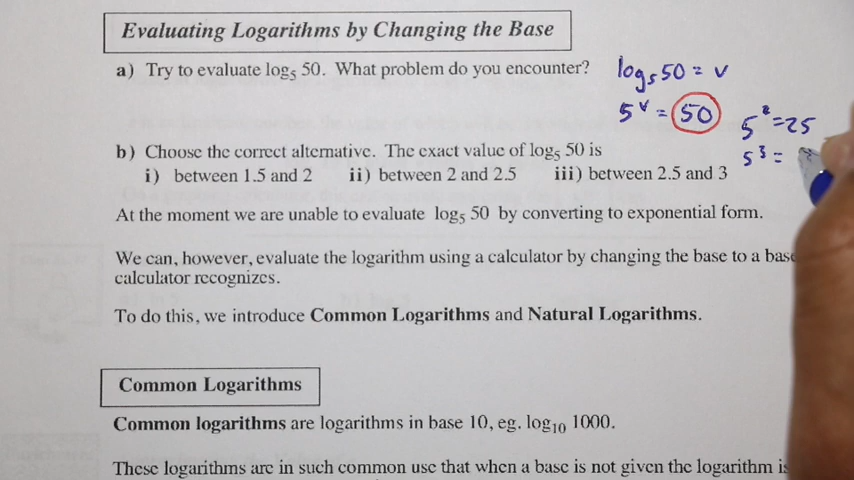 Evaluating Logarithms by Changing the Base
a) Try to evaluate log₅ 50. What problem do you encounter?
log₅50 = v
5ᵛ = 50
5² = 25
5³ =
b) Choose the correct alternative. The exact value of log₅ 50 is
i) between 1.5 and 2 ii) between 2 and 2.5 iii) between 2.5 and 3
At the moment we are unable to evaluate log₅ 50 by converting to exponential form.
We can, however, evaluate the logarithm using a calculator by changing the base to a base
calculator recognizes.
To do this, we introduce Common Logarithms and Natural Logarithms.
Common Logarithms
Common logarithms are logarithms in base 10, eg. log₁₀ 1000.
These logarithms are in such common use that when a base is not given the logarithm is